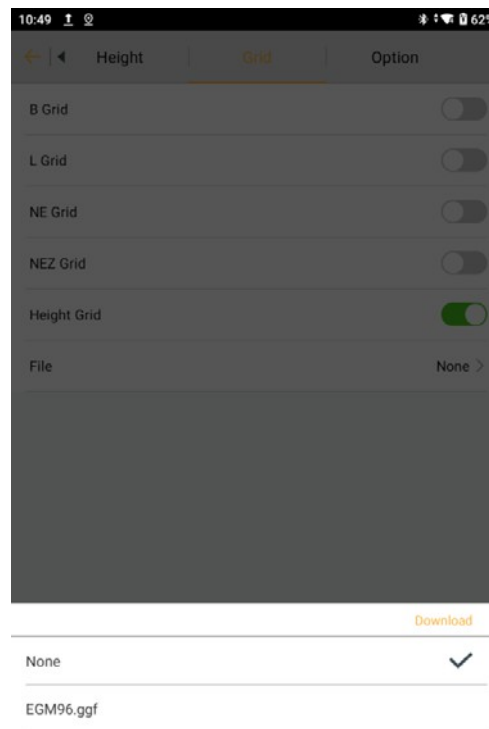 10:49 62%
Height Grid Option
B Grid
L Grid
NE Grid
NEZ Grid
Height Grid
File None >
Download
None
EGM96.ggf